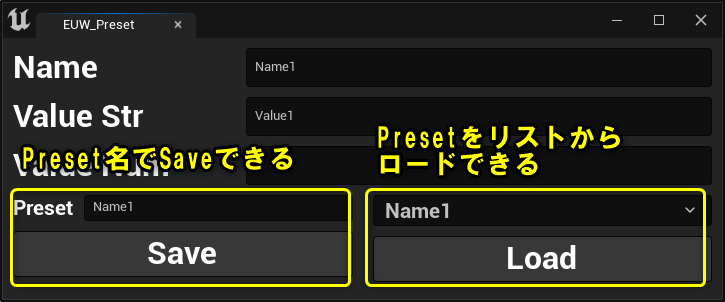 EUW_Preset
Name
Name1
Value Str
Value1
Value Num
Preset名でSaveできる
Presetをリストから
ロードできる
Preset
Name1
Name1
Save
Load